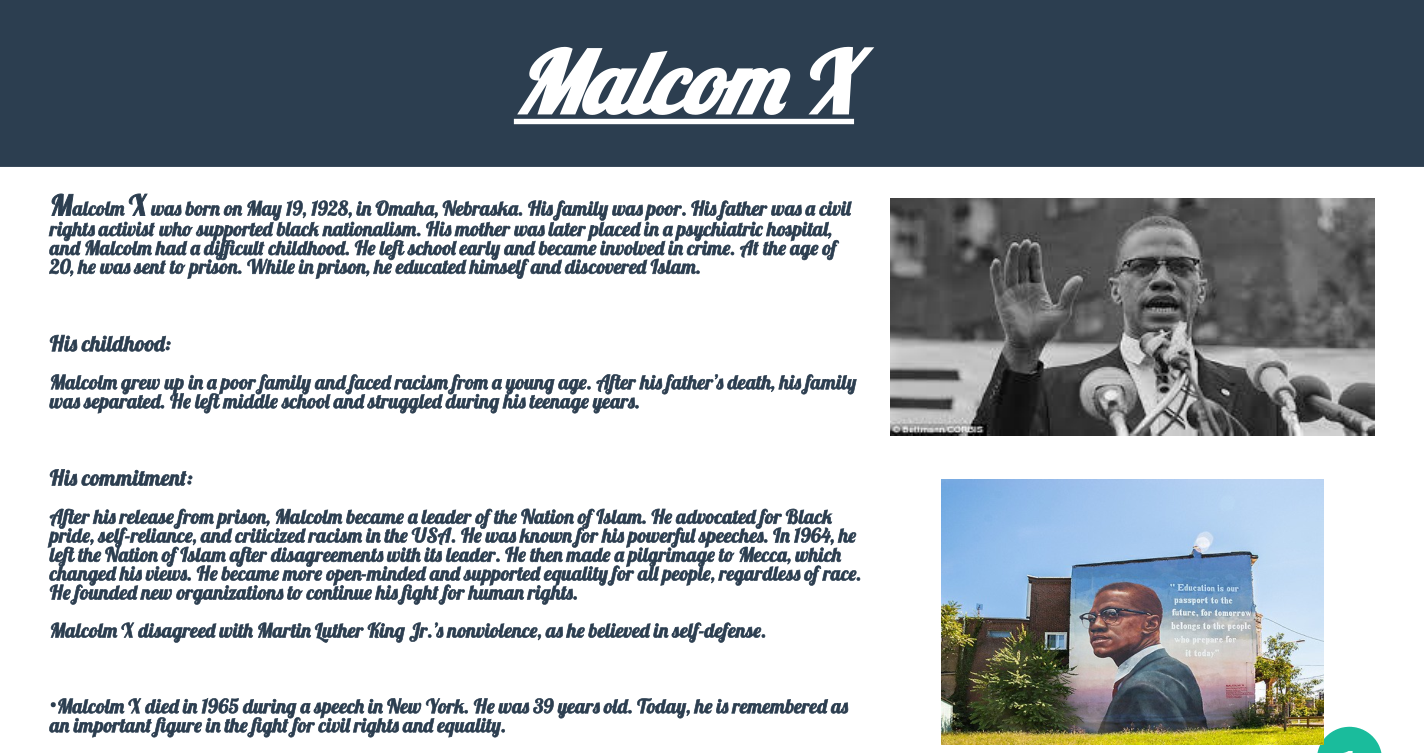 Malcom X
Malcolm X was born on May 19, 1928, in Omaha, Nebraska. His family was poor. His father was a civil
rights activist who supported black nationalism. His mother was later placed in a psychiatric hospital,
and Malcolm had a difficult childhood. He left school early and became involved in crime. At the age of
20, he was sent to prison. While in prison, he educated himself and discovered Islam.
His childhood:
Malcolm grew up in a poor family and faced racism from a young age. After his father's death, his family
was separated. He left middle school and struggled during his teenage years.
His commitment:
After his release from prison, Malcolm became a leader of the Nation of Islam. He advocated for Black
pride, self-reliance, and criticized racism in the USA. He was known for his powerful speeches. In 1964, he
left the Nation of Islam after disagreements with its leader. He then made a pilgrimage to Mecca, which
changed his views. He became more open-minded and supported equality for all people, regardless of race.
He founded new organizations to continue his fight for human rights.
Malcolm X disagreed with Martin Luther King Jr.'s nonviolence, as he believed in self-defense.
•Malcolm X died in 1965 during a speech in New York. He was 39 years old. Today, he is remembered as
an important figure in the fight for civil rights and equality.
© Bettmann CORBIS
" Education is our
passport to the
future, for tomorrow
belongs to the people
who prepare for
it today"